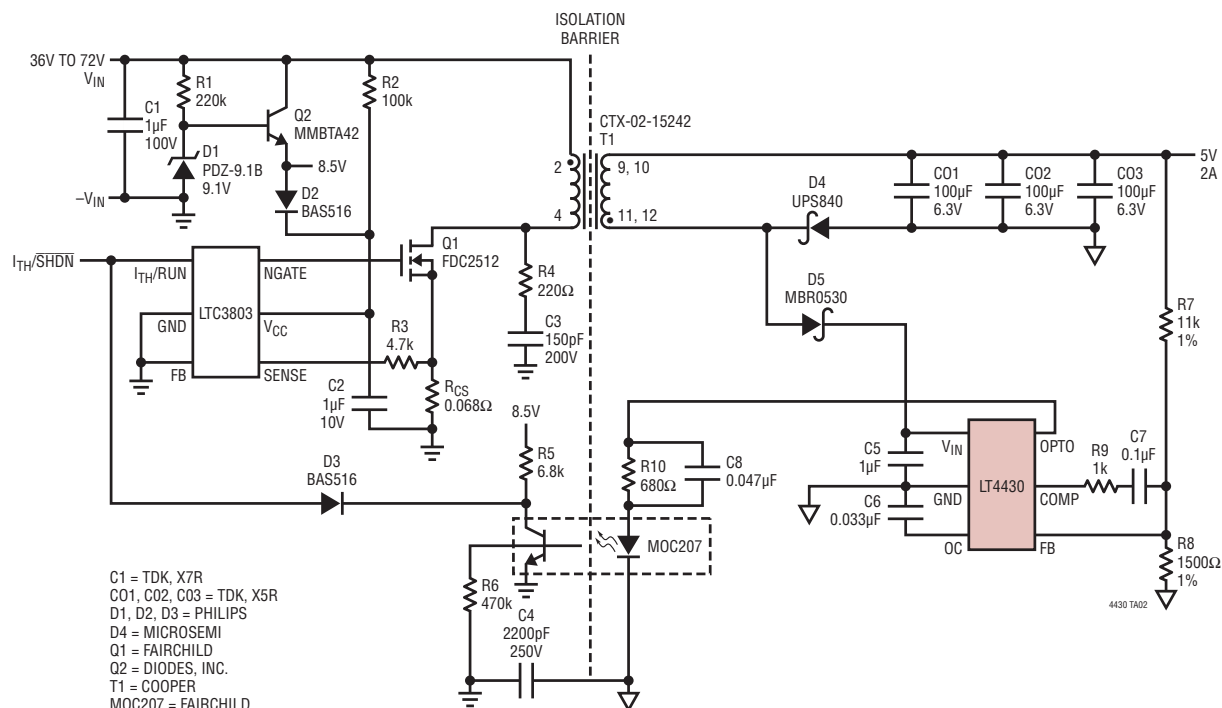 ISOLATION
BARRIER
36V TO 72V
VIN
C1
1µF
100V
–VIN
R1
220k
D1
PDZ-9.1B
9.1V
Q2
MMBTA42
8.5V
D2
BAS516
R2
100k
CTX-02-15242
T1
2
4
9, 10
11, 12
D4
UPS840
CO1
100µF
6.3V
CO2
100µF
6.3V
CO3
100µF
6.3V
5V
2A
ITH/SHDN
ITH/RUN
NGATE
LTC3803
GND
VCC
FB
SENSE
Q1
FDC2512
R3
4.7k
R4
220Ω
C3
150pF
200V
C2
1µF
10V
RCS
0.068Ω
D5
MBR0530
R7
11k
1%
8.5V
R5
6.8k
D3
BAS516
R10
680Ω
C8
0.047µF
C5
1µF
C6
0.033µF
VIN
OPTO
LT4430
GND
COMP
OC
FB
R9
1k
C7
0.1µF
R8
1500Ω
1%
MOC207
R6
470k
C4
2200pF
250V
4430 TA02
C1 = TDK, X7R
CO1, C02, C03 = TDK, X5R
D1, D2, D3 = PHILIPS
D4 = MICROSEMI
Q1 = FAIRCHILD
Q2 = DIODES, INC.
T1 = COOPER
MOC207 = FAIRCHILD